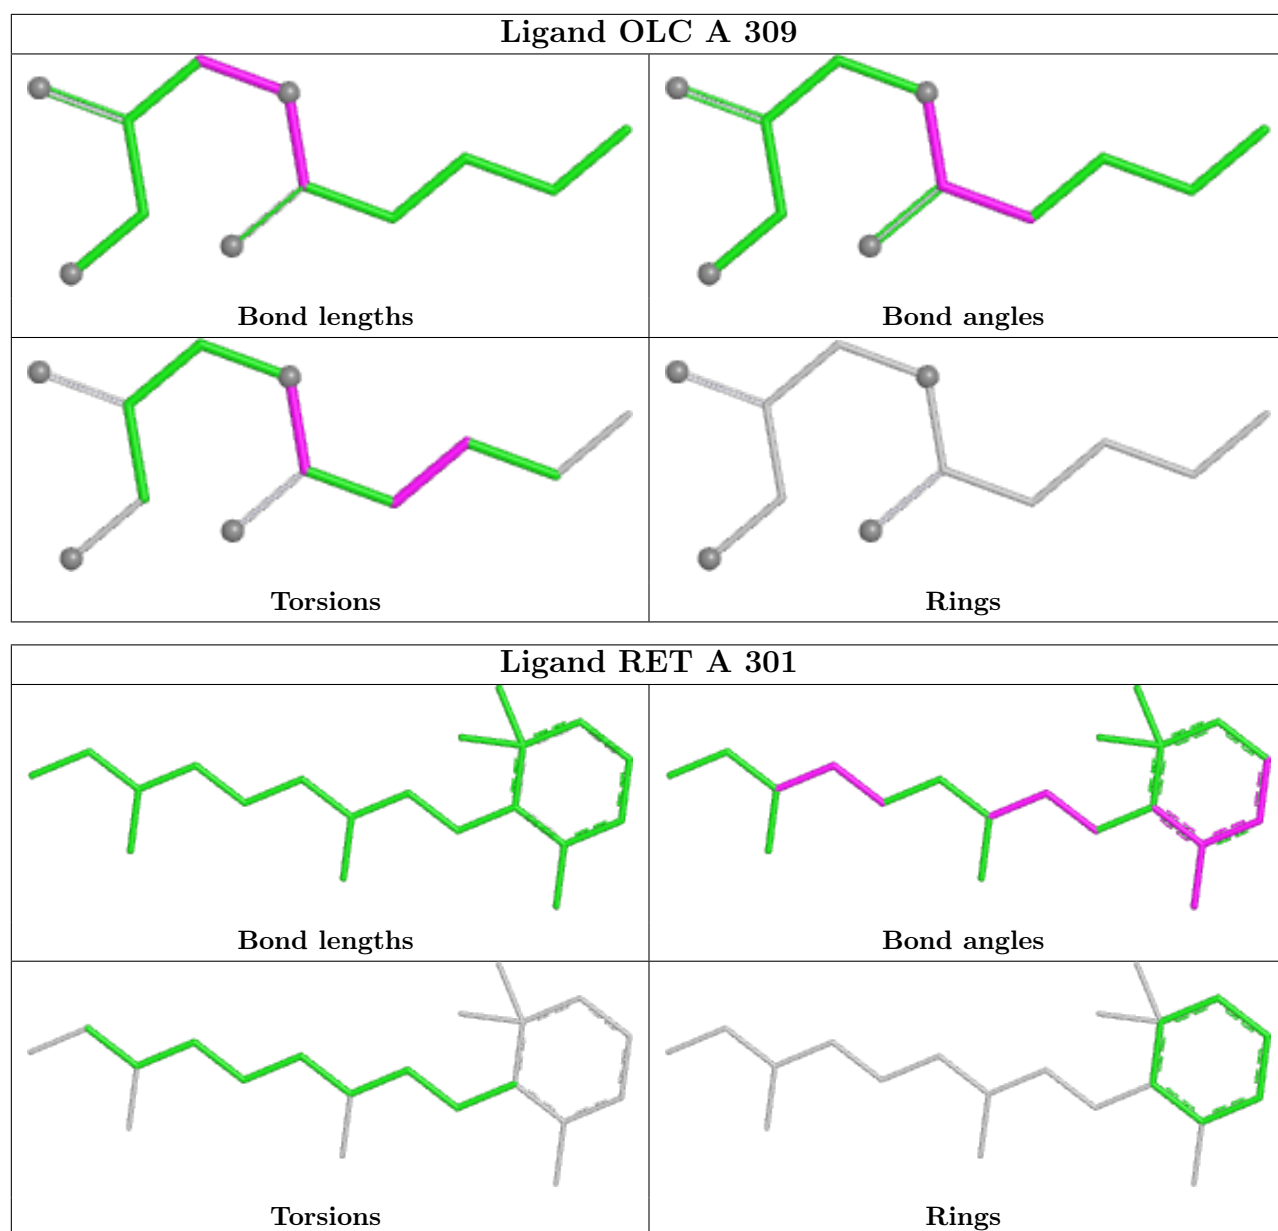 Ligand OLC A 309
Bond lengths
Bond angles
Torsions
Rings
Ligand RET A 301
Bond lengths
Bond angles
Torsions
Rings